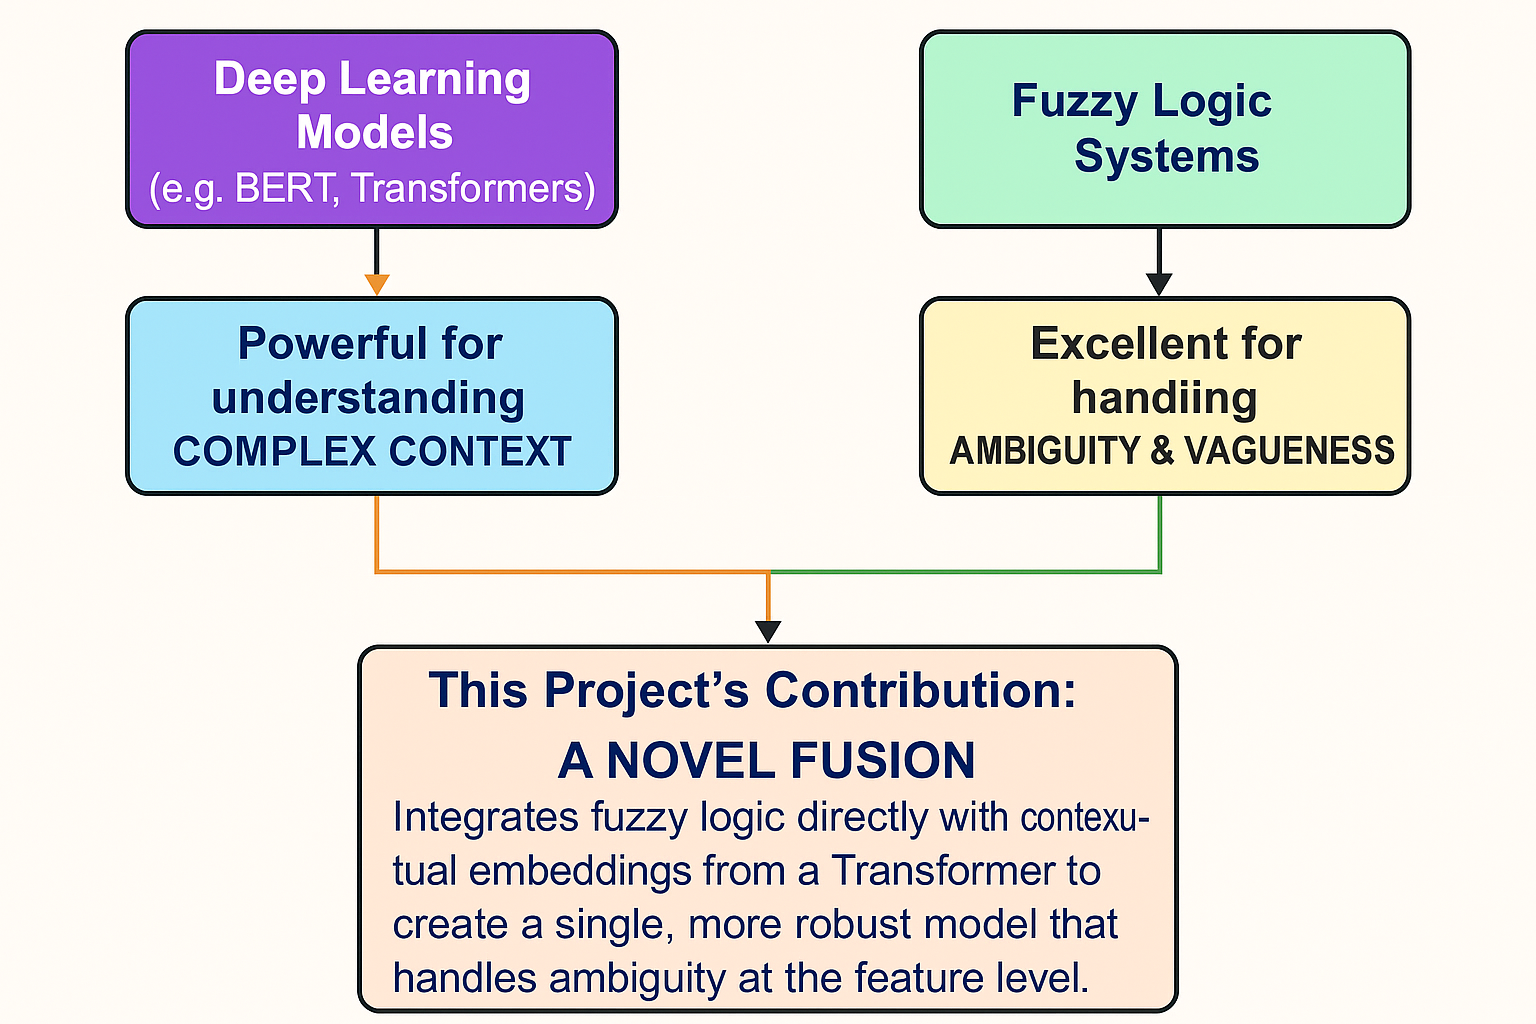 Deep Learning
Models
(e.g. BERT, Transformers)
Fuzzy Logic
Systems
Powerful for
understanding
COMPLEX CONTEXT
Excellent for
handiing
AMBIGUITY & VAGUENESS
This Project’s Contribution:
A NOVEL FUSION
Integrates fuzzy logic directly with contexu-
tual embeddings from a Transformer to
create a single, more robust model that
handles ambiguity at the feature level.